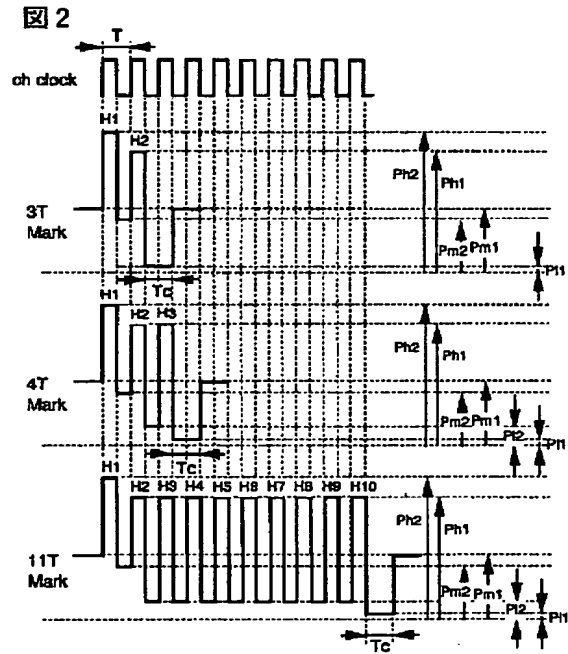 図2
T
ch clock
H1
H2
Ph2
Ph1
3T
Mark
Pm2
Pm1
Pl1
Tc
H1
H2 H3
Ph2
Ph1
4T
Mark
Pm2
Pm1
Pl2
Pl1
Tc
H1
H2 H3 H4 H5 H6 H7 H8 H9 H10
Ph2
Ph1
11T
Mark
Pm2
Pm1
Pl2
Pl1
Tc